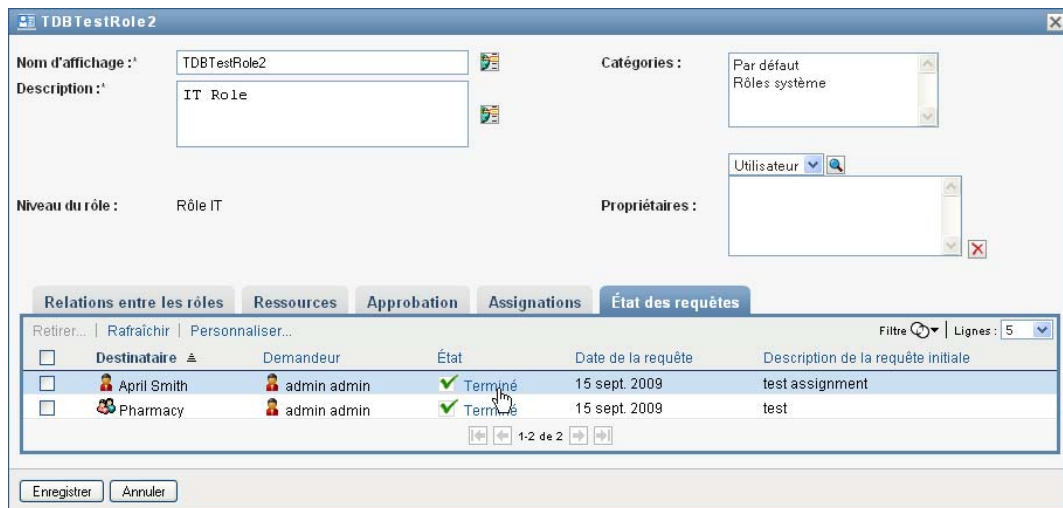 TDBTestRole2
Nom d'affichage :* TDBTestRole2 Catégories : Par défaut
Rôles système
Description :* IT Role
Utilisateur
Niveau du rôle : Rôle IT Propriétaires :
Relations entre les rôles Ressources Approbation Assignations État des requêtes
Retirer... | Rafraîchir | Personnaliser... Filtre | Lignes : 5
Destinataire Demandeur État Date de la requête Description de la requête initiale
April Smith admin admin Terminé 15 sept. 2009 test assignment
Pharmacy admin admin Terminé 15 sept. 2009 test
1-2 de 2
Enregistrer Annuler